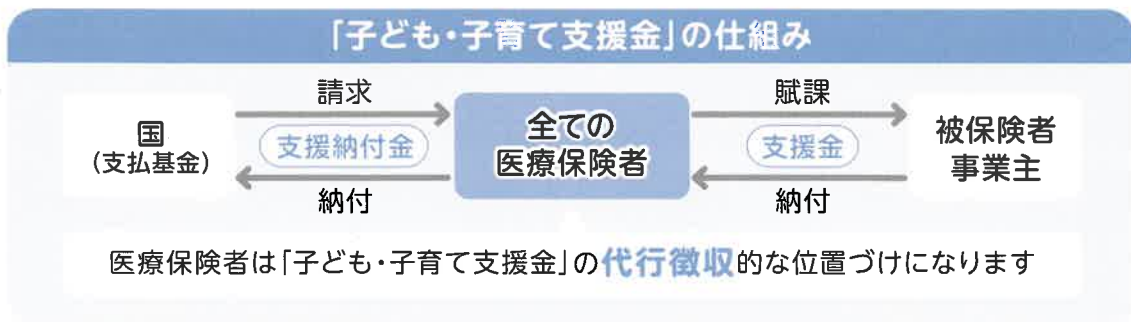 「子ども・子育て支援金」の仕組み
国
(支払基金)
請求
支援納付金
納付
全ての
医療保険者
賦課
支援金
納付
被保険者
事業主
医療保険者は「子ども・子育て支援金」の代行徴収的な位置づけになります